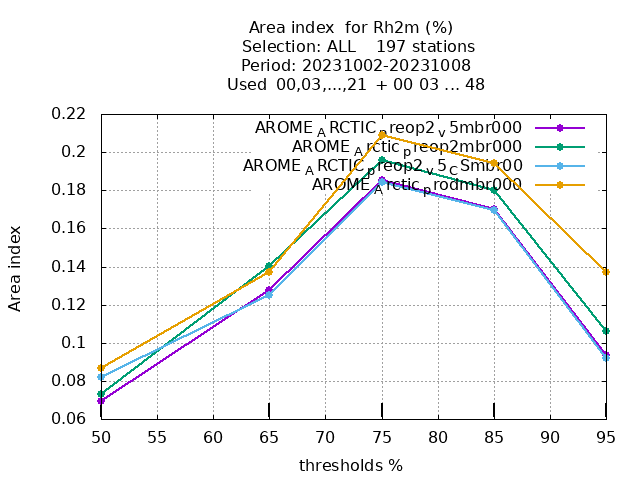 Area index for Rh2m (%)
Selection: ALL 197 stations
Period: 20231002-20231008
Used 00,03,...,21 + 00 03 ... 48
0.22
0.2
0.18
0.16
0.14
0.12
0.1
0.08
0.06
Area index
AROME_ARCTIC_preop2_v5mbr000
AROME_Arctic_preop2mbr000
AROME_ARCTIC_preop2_v5_CSmbr00
AROME_Arctic_prodmbr000
50 55 60 65 70 75 80 85 90 95
thresholds %